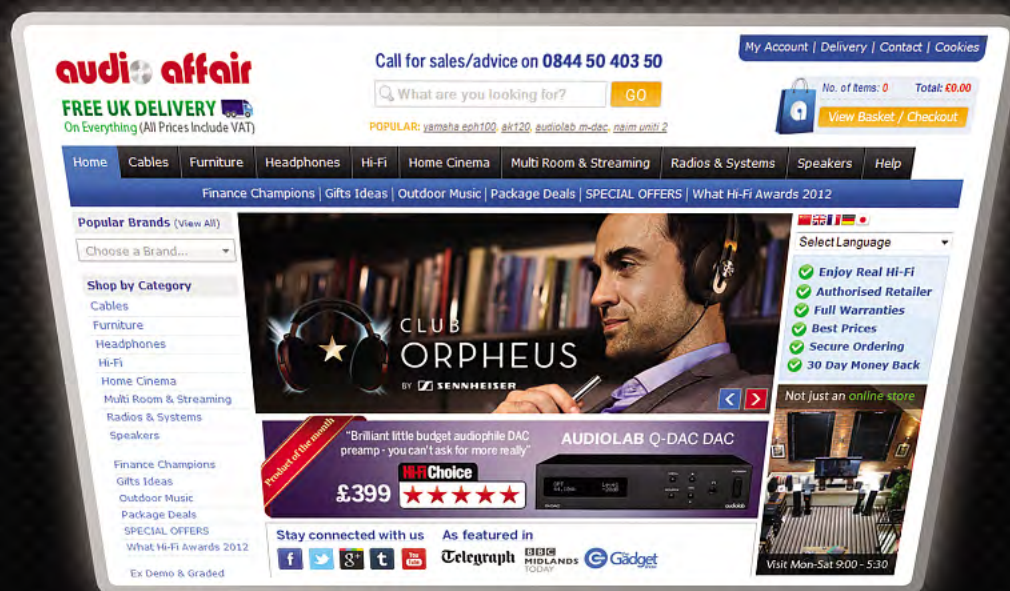 audio affair
FREE UK DELIVERY
On Everything (All Prices Include VAT)
Call for sales/advice on 0844 50 403 50
What are you looking for?
GO
POPULAR: yamaha eph100, ak120, audiolab m-dac, naim uniti 2
My Account | Delivery | Contact | Cookies
No. of Items: 0 Total: £0.00
a
View Basket / Checkout
Home Cables Furniture Headphones Hi-Fi Home Cinema Multi Room & Streaming Radios & Systems Speakers Help
Finance Champions | Gifts Ideas | Outdoor Music | Package Deals | SPECIAL OFFERS | What Hi-Fi Awards 2012
Popular Brands (View All)
Choose a Brand...
Shop by Category
Cables
Furniture
Headphones
Hi-Fi
Home Cinema
Multi Room & Streaming
Radios & Systems
Speakers
Finance Champions
Gifts Ideas
Outdoor Music
Package Deals
SPECIAL OFFERS
What Hi-Fi Awards 2012
Ex Demo & Graded
CLUB
ORPHEUS
BY SENNHEISER
Product of the month
"Brilliant little budget audiophile DAC
preamp - you can't ask for more really"
£399
Hi-Fi Choice
AUDIOLAB Q-DAC DAC
audiolab
Stay connected with us
f
g+
t
You Tube
As featured in
Telegraph
BBC
MIDLANDS
TODAY
G The Gadget
Select Language
Enjoy Real Hi-Fi
Authorised Retailer
Full Warranties
Best Prices
Secure Ordering
30 Day Money Back
Not just an online store
Visit Mon-Sat 9:00 - 5:30